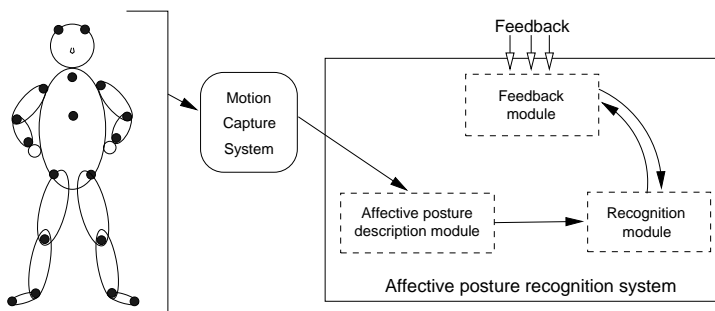 Feedback
Motion
Capture
System
Feedback
module
Affective posture
description module
Recognition
module
Affective posture recognition system